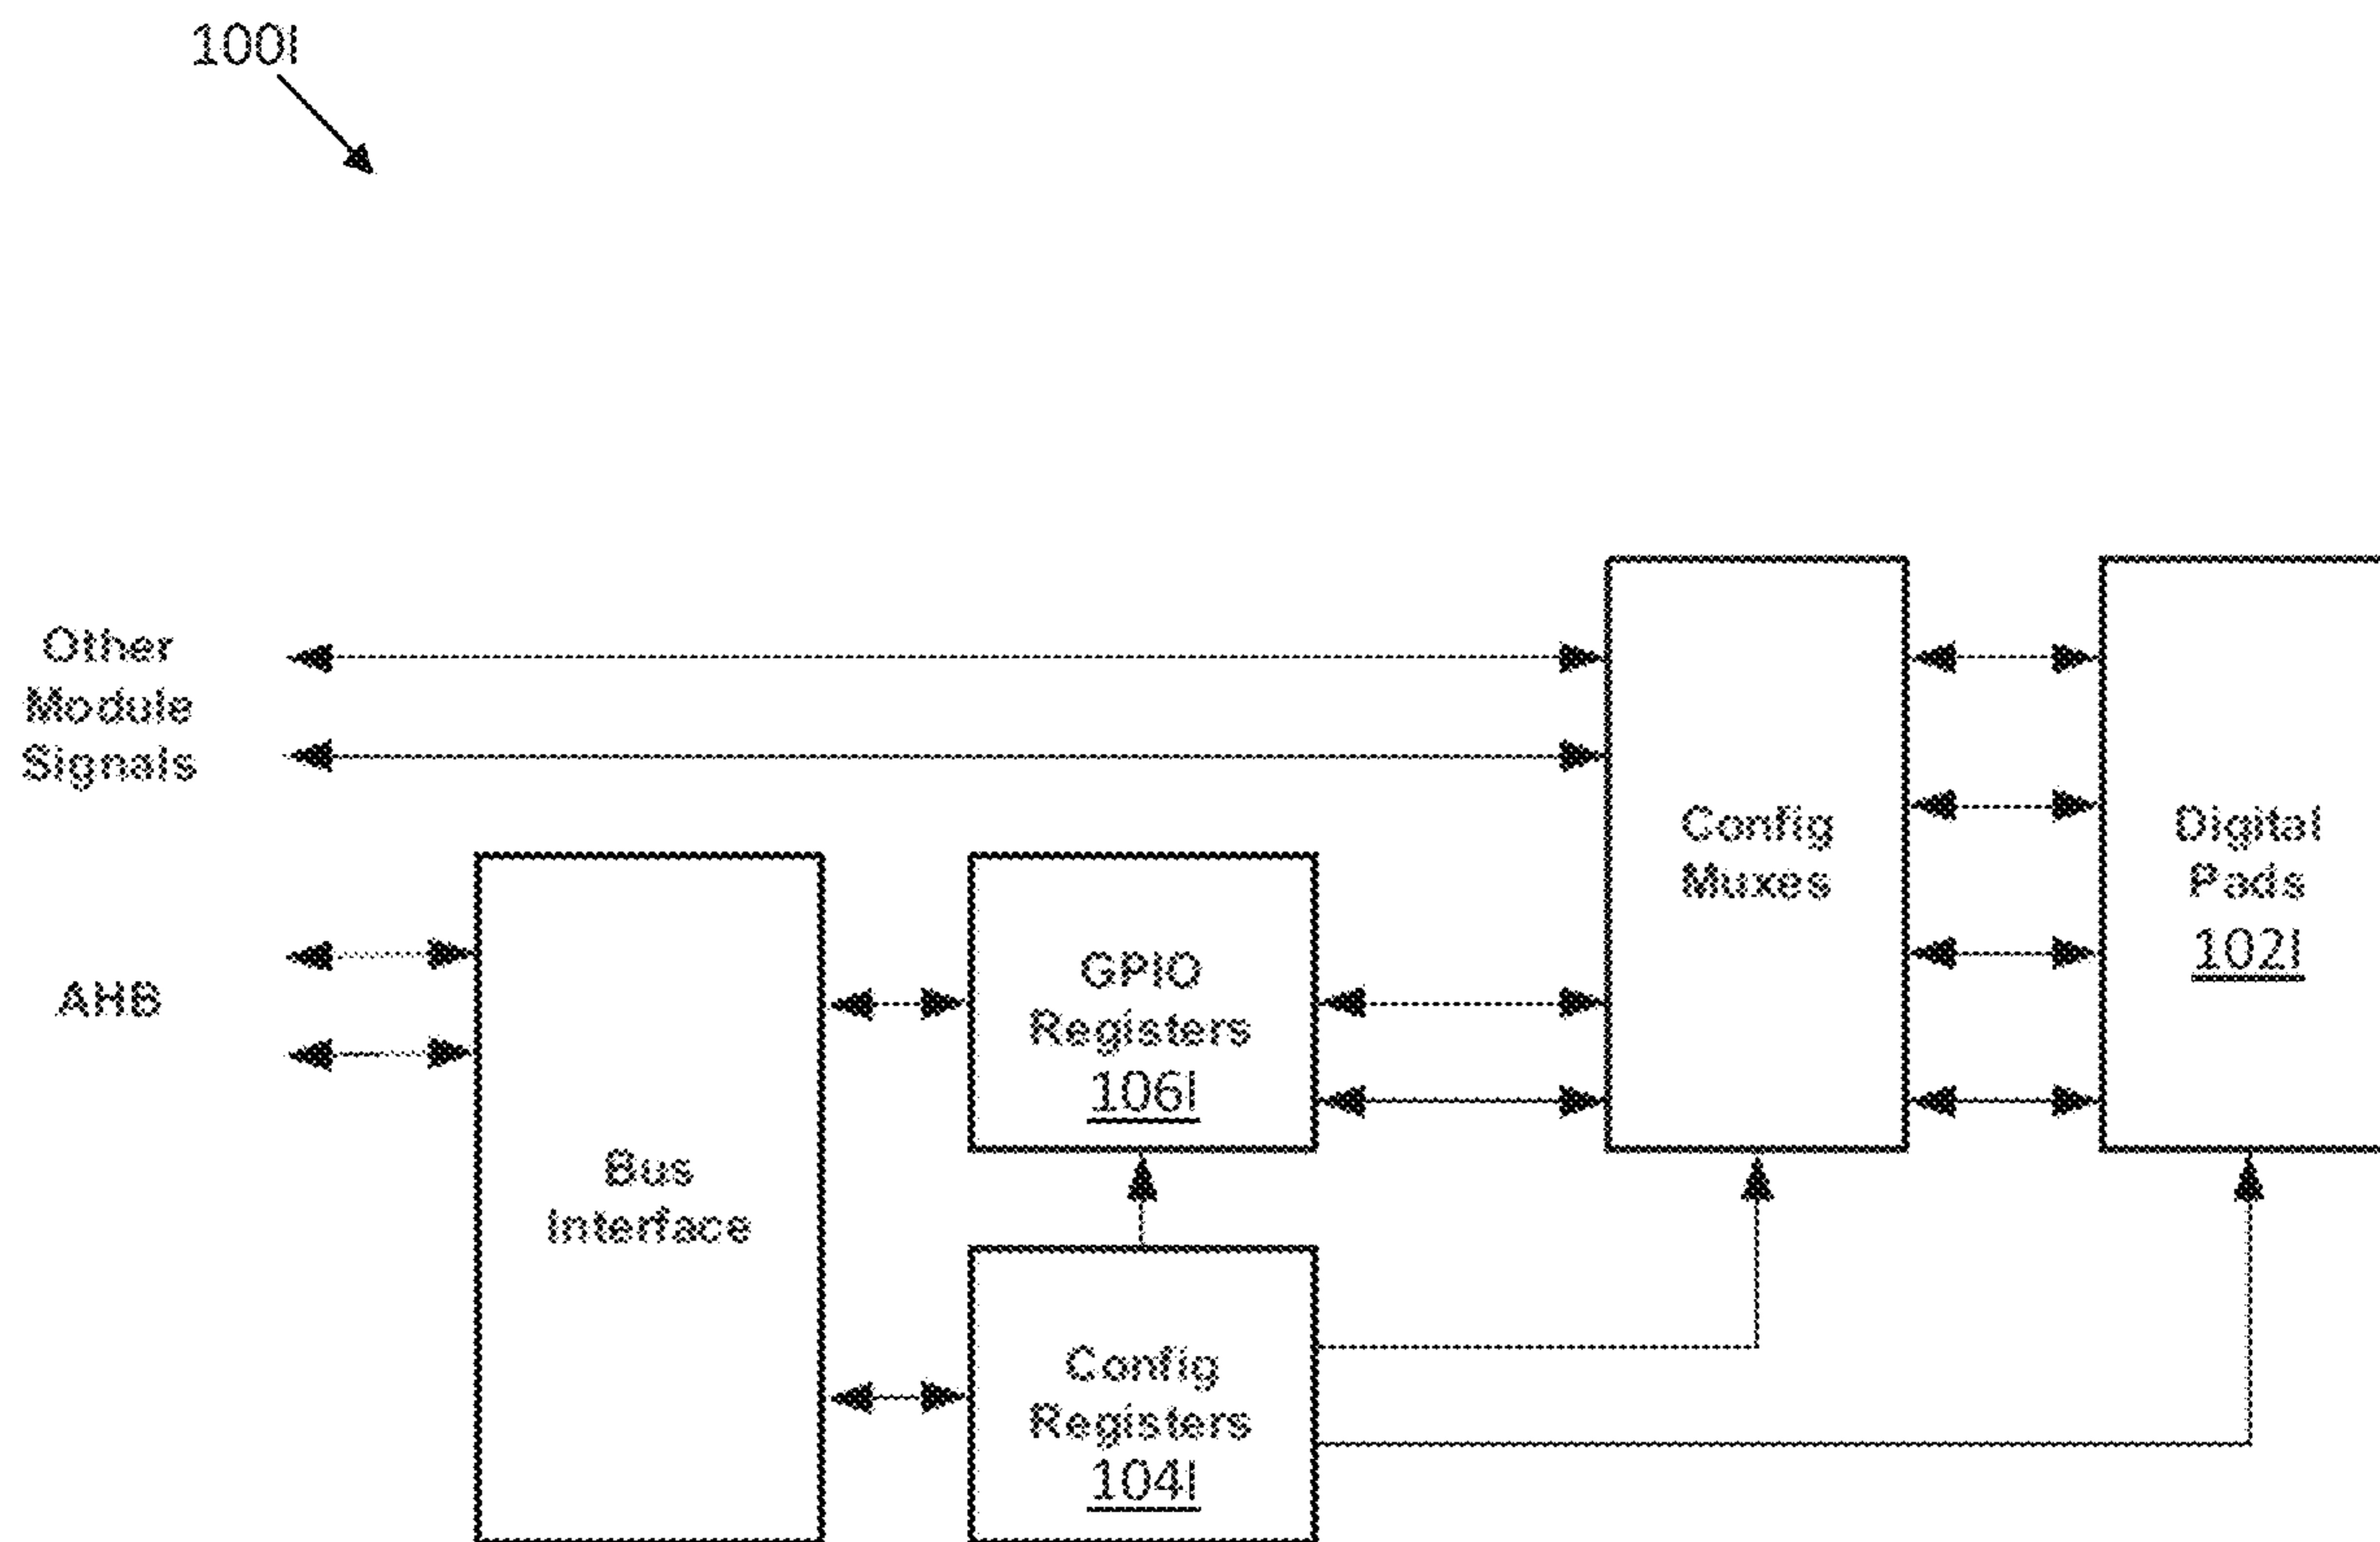 100I
Other
Module
Signals
AHB
Bus
Interface
GPIO
Registers
106I
Config
Registers
104I
Config
Muxes
Digital
Pads
102I